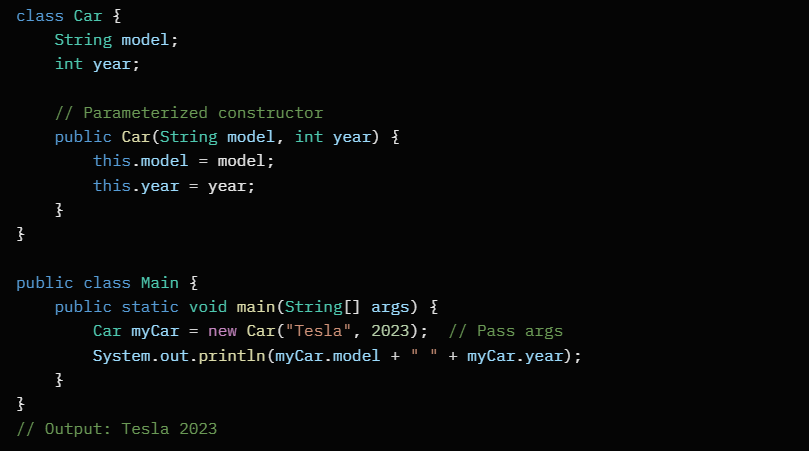 class Car {
    String model;
    int year;

    // Parameterized constructor
    public Car(String model, int year) {
        this.model = model;
        this.year = year;
    }
}

public class Main {
    public static void main(String[] args) {
        Car myCar = new Car("Tesla", 2023);  // Pass args
        System.out.println(myCar.model + " " + myCar.year);
    }
}
// Output: Tesla 2023